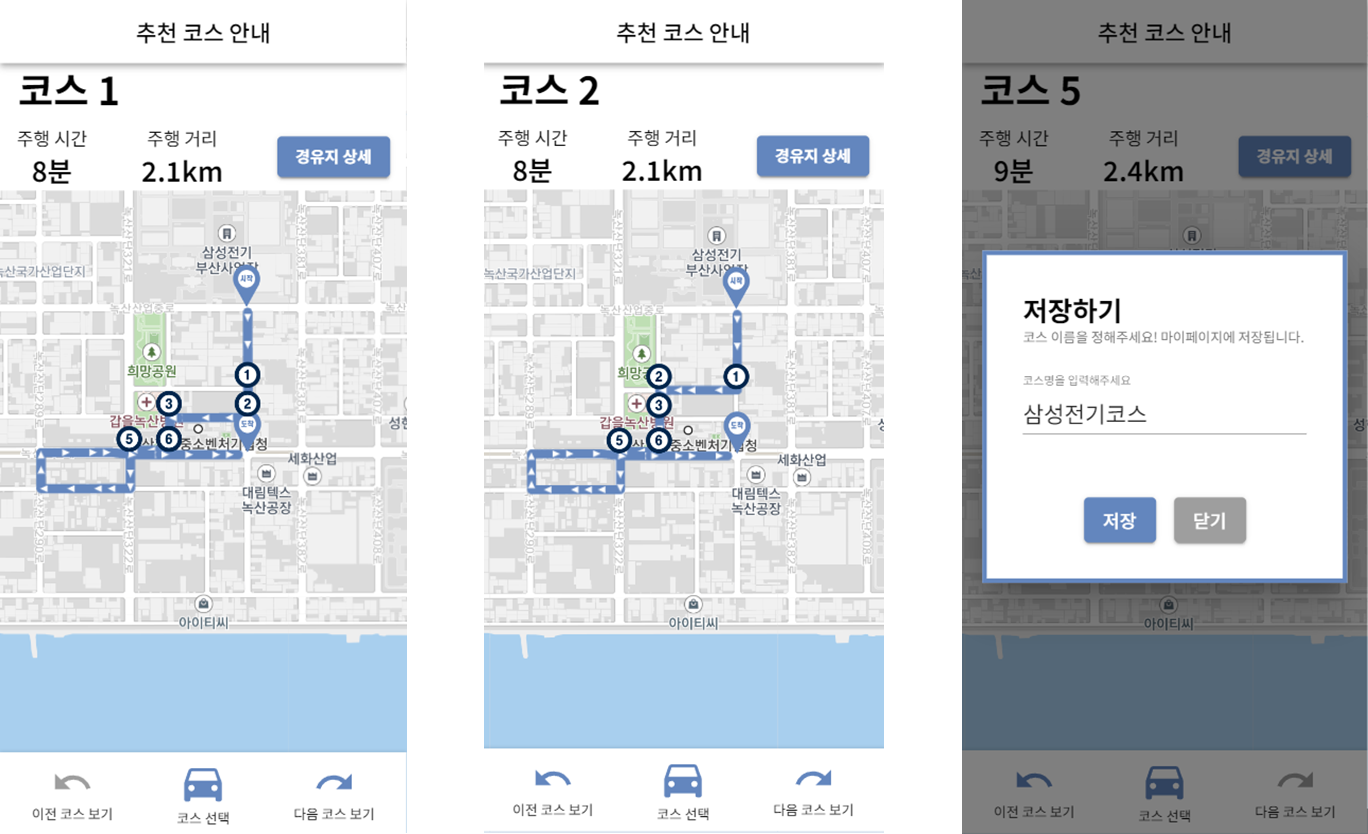 추천 코스 안내
코스 1
주행 시간
주행 거리
8분
2.1km
경유지 상세
삼성전기
부산사업장
녹산국가산업단지
시작
녹산산업중로
희망공원
1
2
3
갑을녹산병원
도착
5
6
중소벤처기업청
세화산업
대림텍스
녹산공장
아이티씨
이전 코스 보기
코스 선택
다음 코스 보기
추천 코스 안내
코스 2
주행 시간
주행 거리
8분
2.1km
경유지 상세
삼성전기
부산사업장
녹산국가산업단지
시작
녹산산업중로
2
1
3
갑을녹산병원
도착
5
6
세화산업
대림텍스
녹산공장
아이티씨
이전 코스 보기
코스 선택
다음 코스 보기
추천 코스 안내
코스 5
주행 시간
주행 거리
9분
2.4km
경유지 상세
저장하기
코스 이름을 정해주세요! 마이페이지에 저장됩니다.
코스명을 입력해주세요
삼성전기코스
저장
닫기
아이티씨
이전 코스 보기
코스 선택
다음 코스 보기